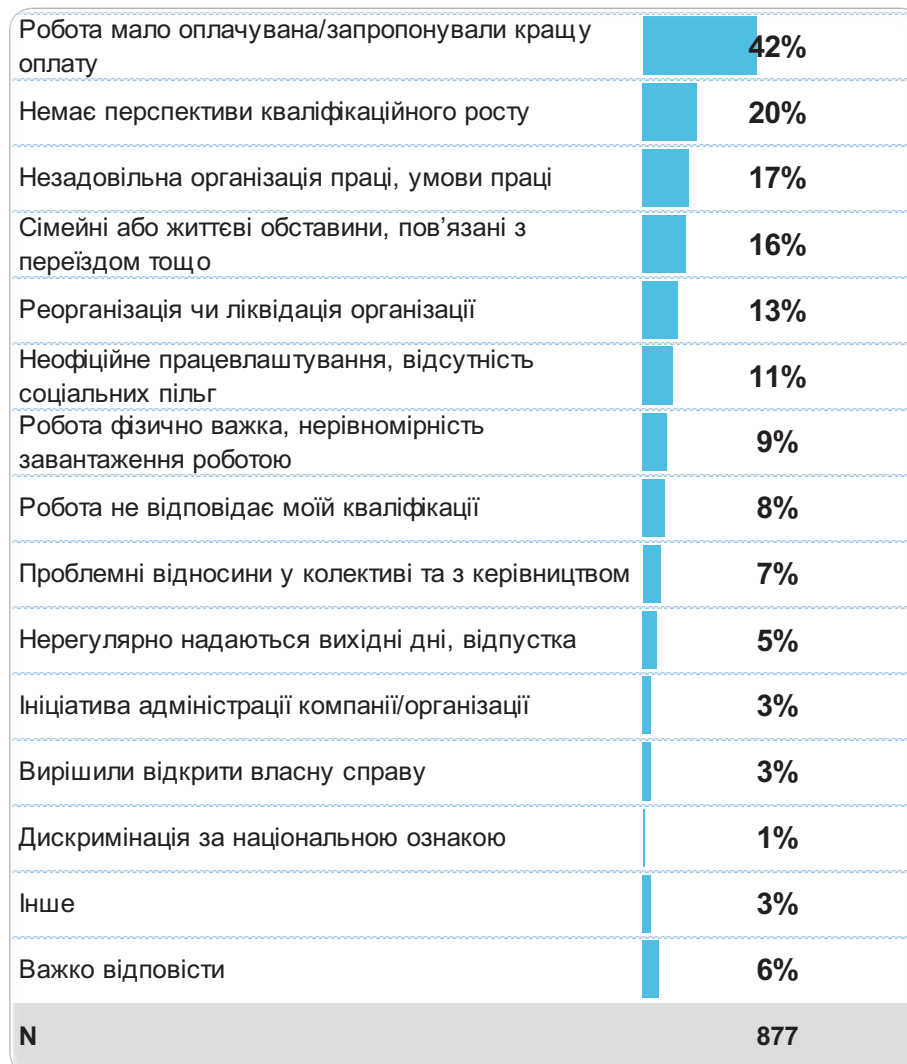 Робота мало оплачувана/запропонували кращу
оплату
42%
Немає перспективи кваліфікаційного росту
20%
Незадовільна організація праці, умови праці
17%
Сімейні або життєві обставини, пов’язані з
переїздом тощо
16%
Реорганізація чи ліквідація організації
13%
Неофіційне працевлаштування, відсутність
соціальних пільг
11%
Робота фізично важка, нерівномірність
завантаження роботою
9%
Робота не відповідає моїй кваліфікації
8%
Проблемні відносини у колективі та з керівництвом
7%
Нерегулярно надаються вихідні дні, відпустка
5%
Ініціатива адміністрації компанії/організації
3%
Вирішили відкрити власну справу
3%
Дискримінація за національною ознакою
1%
Інше
3%
Важко відповісти
6%
N
877